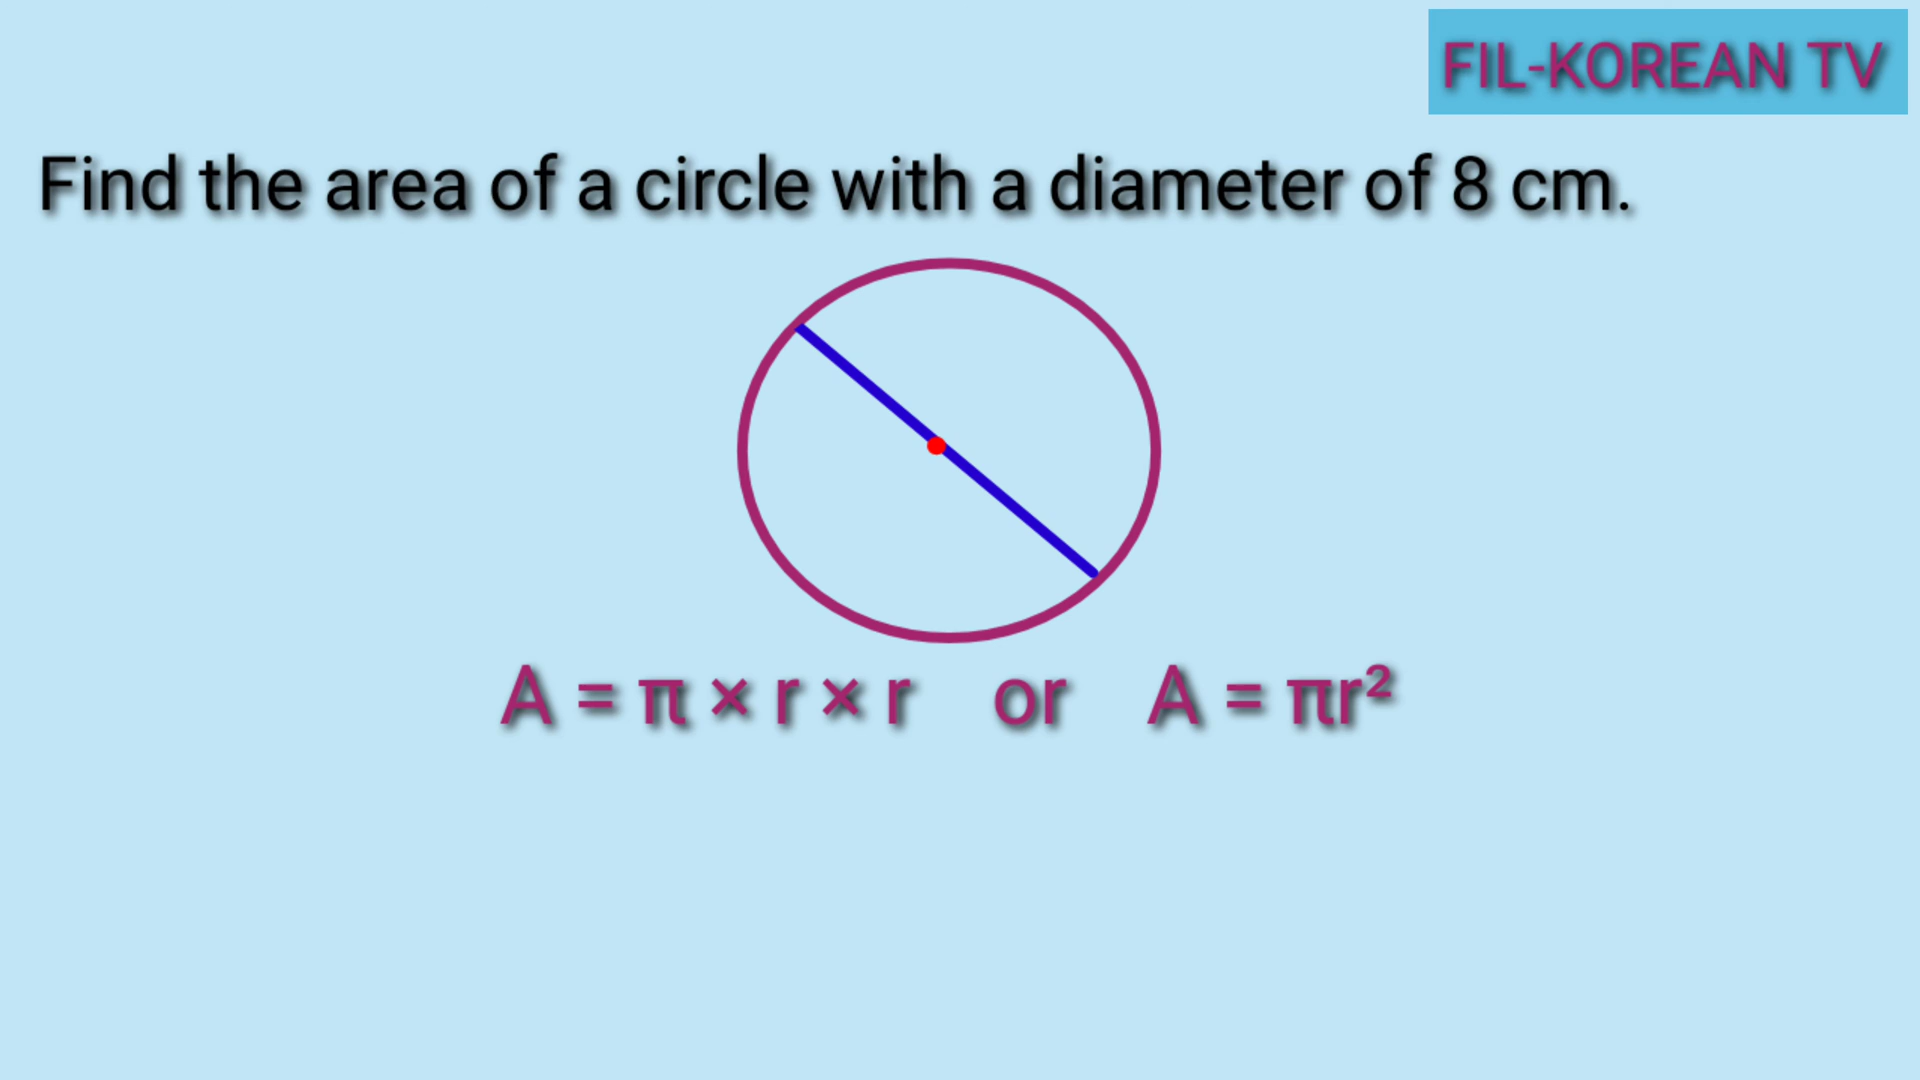 FIL-KOREAN TV
Find the area of a circle with a diameter of 8 cm.
A = π × r × r or A = πr²